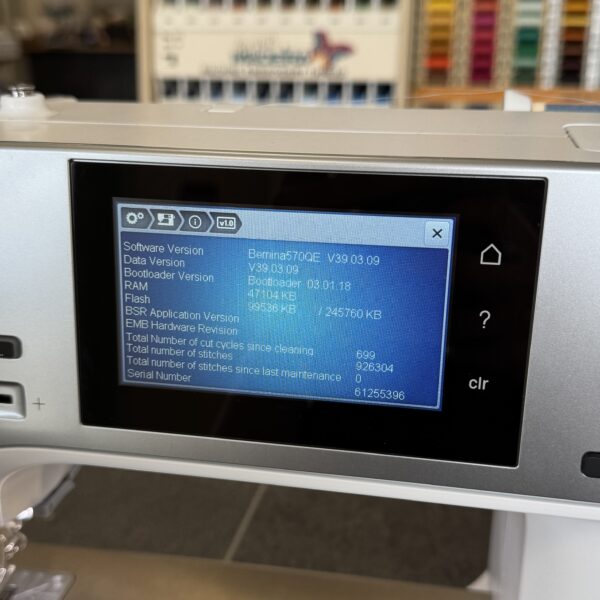 v1.0
Software Version Bernina570QE V39.03.09
Data Version V39.03.09
Bootloader Version Bootloader 03.01.18
RAM 47104 KB
Flash 99536 KB / 245760 KB
BSR Application Version
EMB Hardware Revision
Total Number of cut cycles since cleaning 699
Total number of stitches 926304
Total number of stitches since last maintenance 0
Serial Number 61255396
?
clr